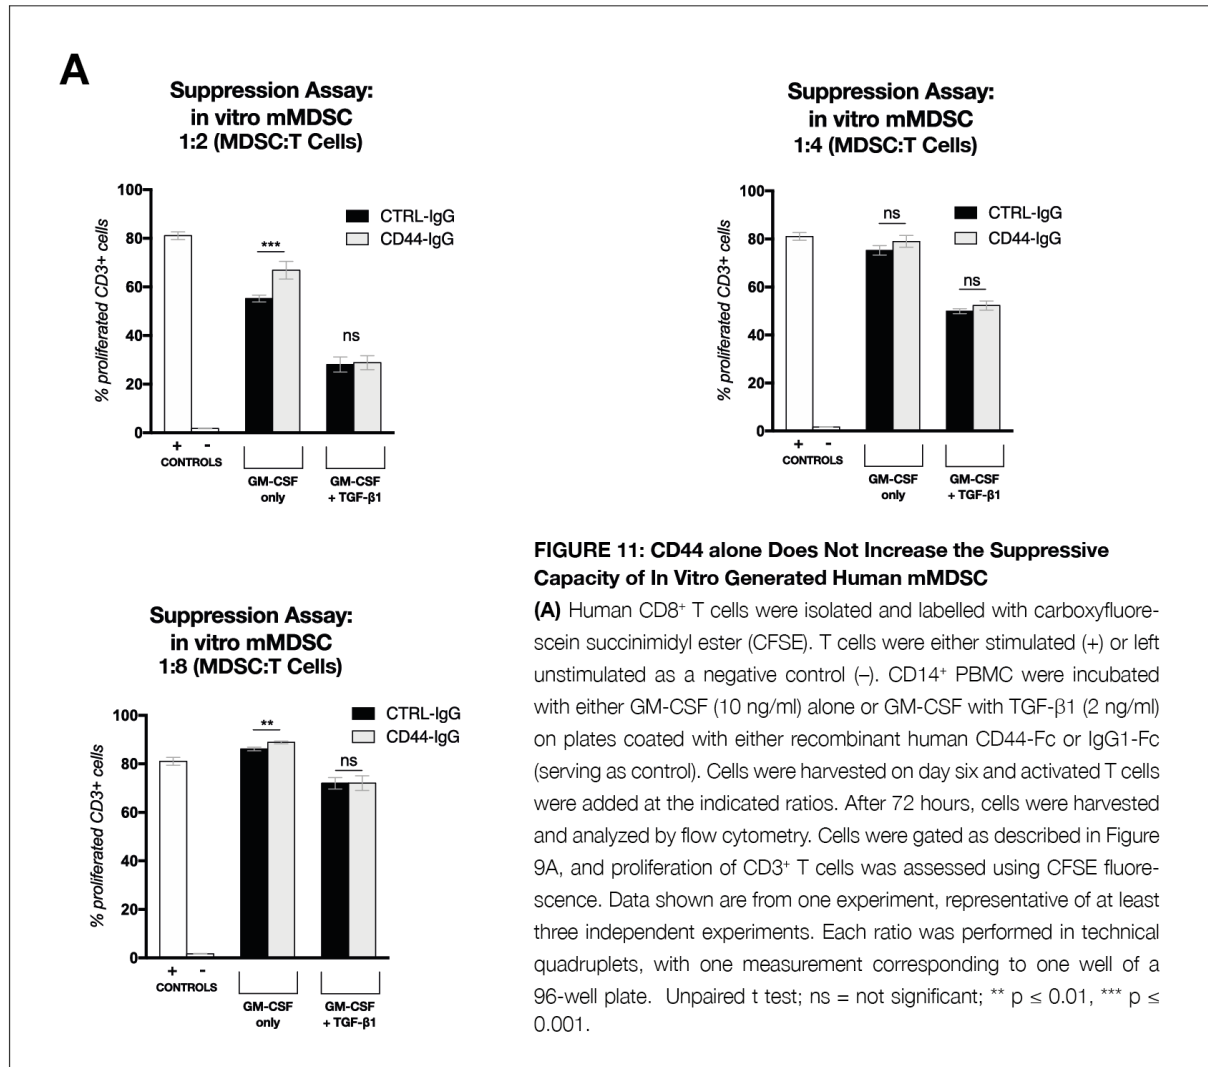 A
Suppression Assay:
in vitro mMDSC
1:2 (MDSC:T Cells)
% proliferated CD3+ cells
100
80
60
40
20
0
CTRL-IgG
CD44-IgG
***
ns
+ -
CONTROLS
GM-CSF
only
GM-CSF
+ TGF-β1
Suppression Assay:
in vitro mMDSC
1:4 (MDSC:T Cells)
% proliferated CD3+ cells
100
80
60
40
20
0
CTRL-IgG
CD44-IgG
ns
ns
+ -
CONTROLS
GM-CSF
only
GM-CSF
+ TGF-β1
Suppression Assay:
in vitro mMDSC
1:8 (MDSC:T Cells)
% proliferated CD3+ cells
100
80
60
40
20
0
CTRL-IgG
CD44-IgG
**
ns
+ -
CONTROLS
GM-CSF
only
GM-CSF
+ TGF-β1
FIGURE 11: CD44 alone Does Not Increase the Suppressive
Capacity of In Vitro Generated Human mMDSC
(A) Human CD8⁺ T cells were isolated and labelled with carboxyfluore-
scein succinimidyl ester (CFSE). T cells were either stimulated (+) or left
unstimulated as a negative control (–). CD14⁺ PBMC were incubated
with either GM-CSF (10 ng/ml) alone or GM-CSF with TGF-β1 (2 ng/ml)
on plates coated with either recombinant human CD44-Fc or IgG1-Fc
(serving as control). Cells were harvested on day six and activated T cells
were added at the indicated ratios. After 72 hours, cells were harvested
and analyzed by flow cytometry. Cells were gated as described in Figure
9A, and proliferation of CD3⁺ T cells was assessed using CFSE fluore-
scence. Data shown are from one experiment, representative of at least
three independent experiments. Each ratio was performed in technical
quadruplets, with one measurement corresponding to one well of a
96-well plate. Unpaired t test; ns = not significant; ** p ≤ 0.01, *** p ≤
0.001.